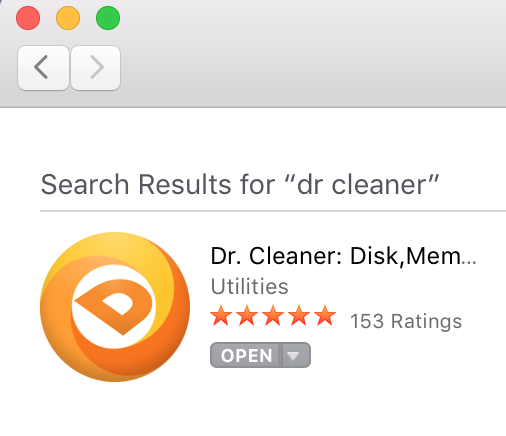 Search Results for “dr cleaner”
Dr. Cleaner: Disk,Mem...
Utilities
153 Ratings
OPEN